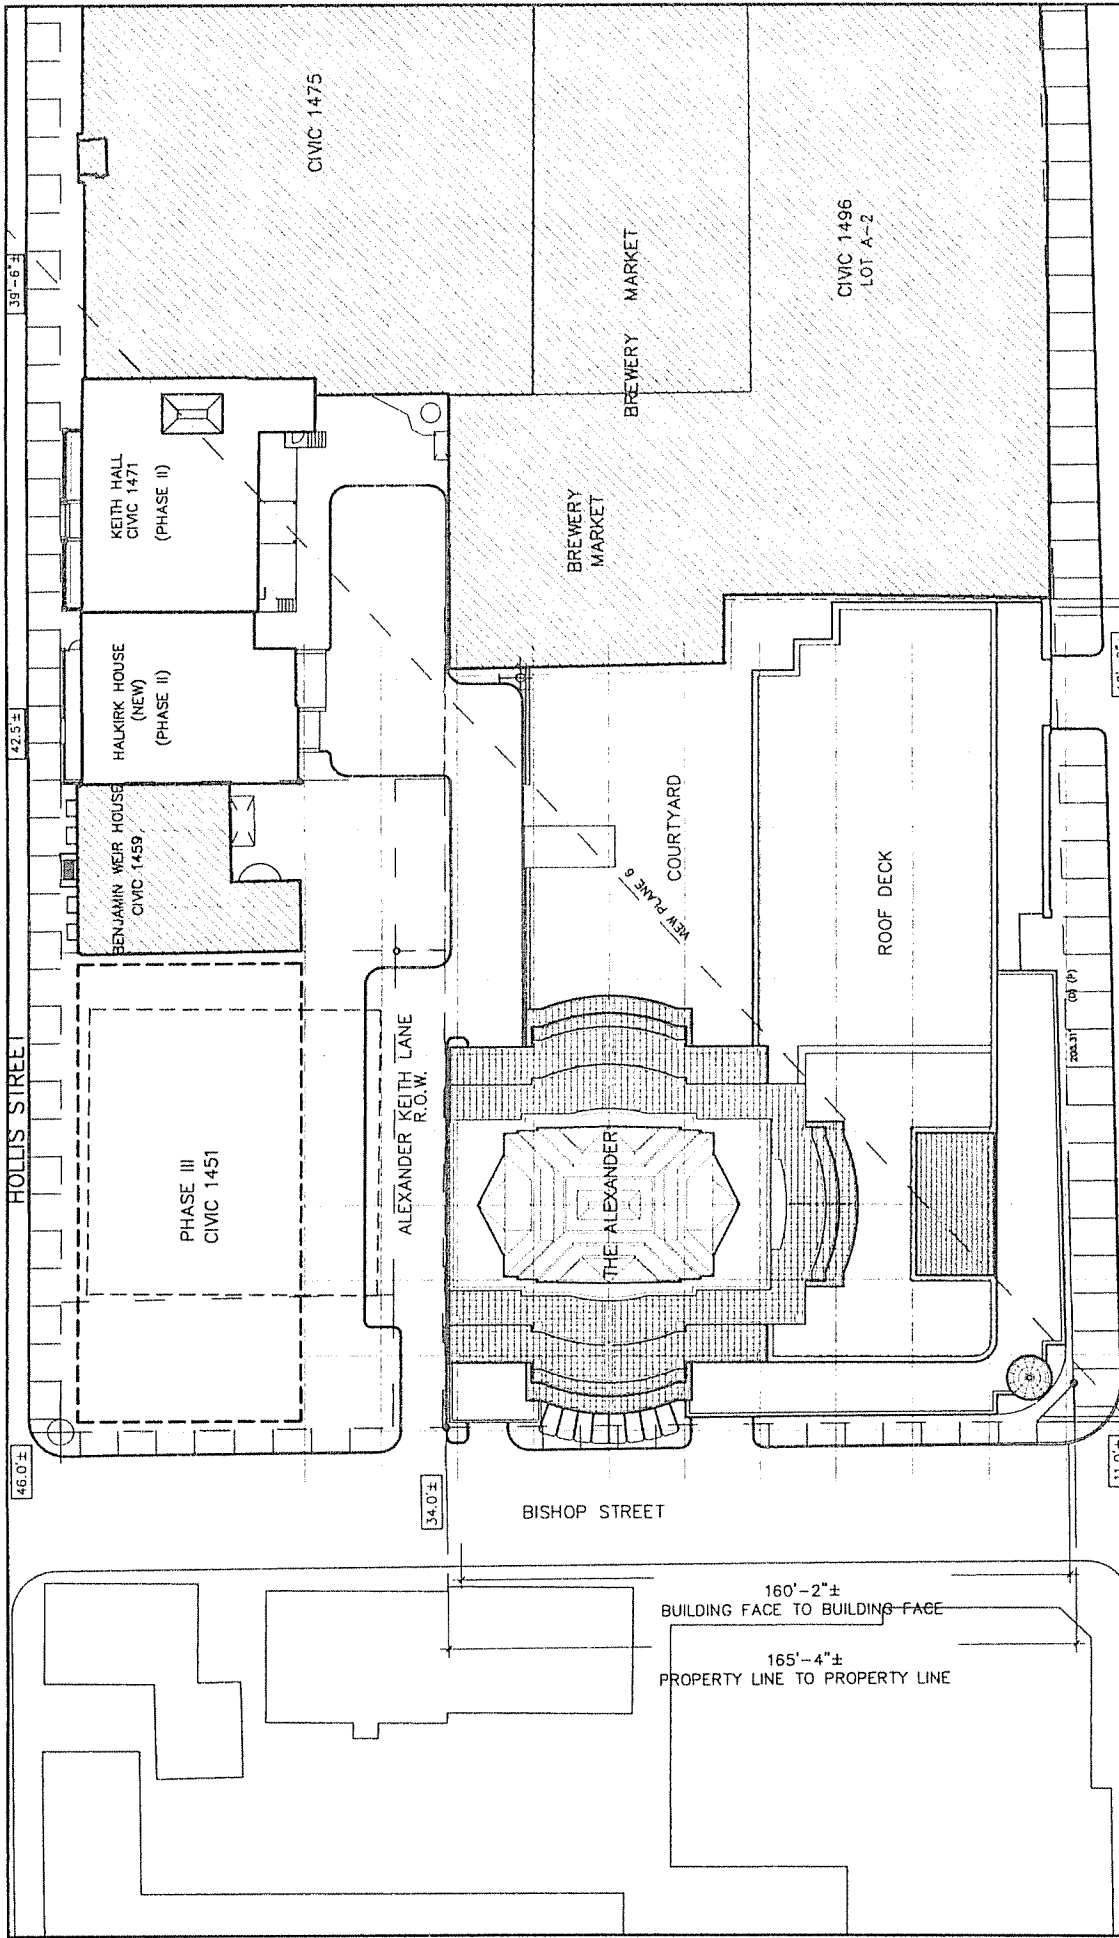 HOLLIS STREET
39'-6"±
42.5'±
46.0'±
CIVIC 1475
KEITH HALL
CIVIC 1471
(PHASE II)
HALKIRK HOUSE
(NEW)
(PHASE II)
BENJAMIN WEIR HOUSE
CIVIC 1459
PHASE III
CIVIC 1451
ALEXANDER KEITH LANE
R.O.W.
BREWERY MARKET
BREWERY
MARKET
CIVIC 1496
LOT A-2
COURTYARD
VIEW PLANE 6
ROOF DECK
THE ALEXANDER
(D) (P)
34.0'±
BISHOP STREET
11.0'±
160'-2"±
BUILDING FACE TO BUILDING FACE
165'-4"±
PROPERTY LINE TO PROPERTY LINE